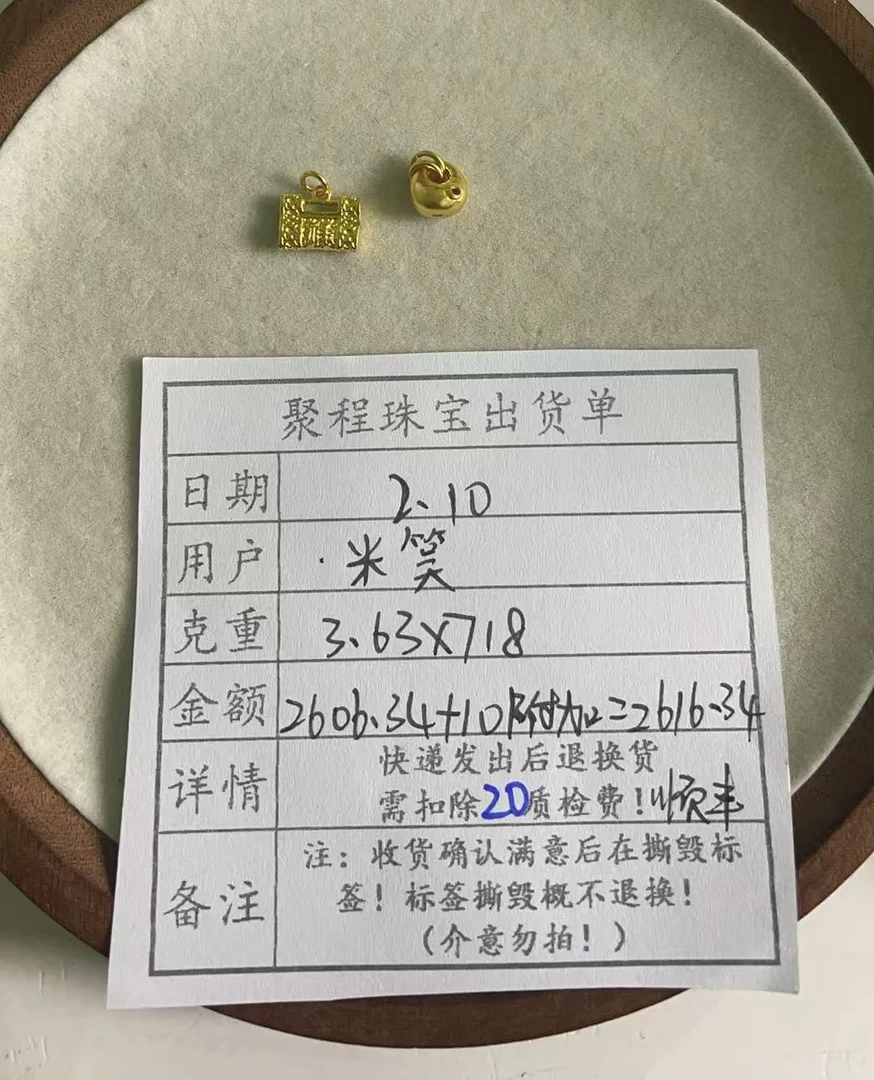 聚程珠宝出货单
日期 2.10
用户 米笑
克重 3.63X718
金额 2606.34+10附加=2616.34
详情 快递发出后退换货
需扣除20质检费！顺丰
备注 注：收货确认满意后在撕毁标
签！标签撕毁概不退换！
（介意勿拍！）